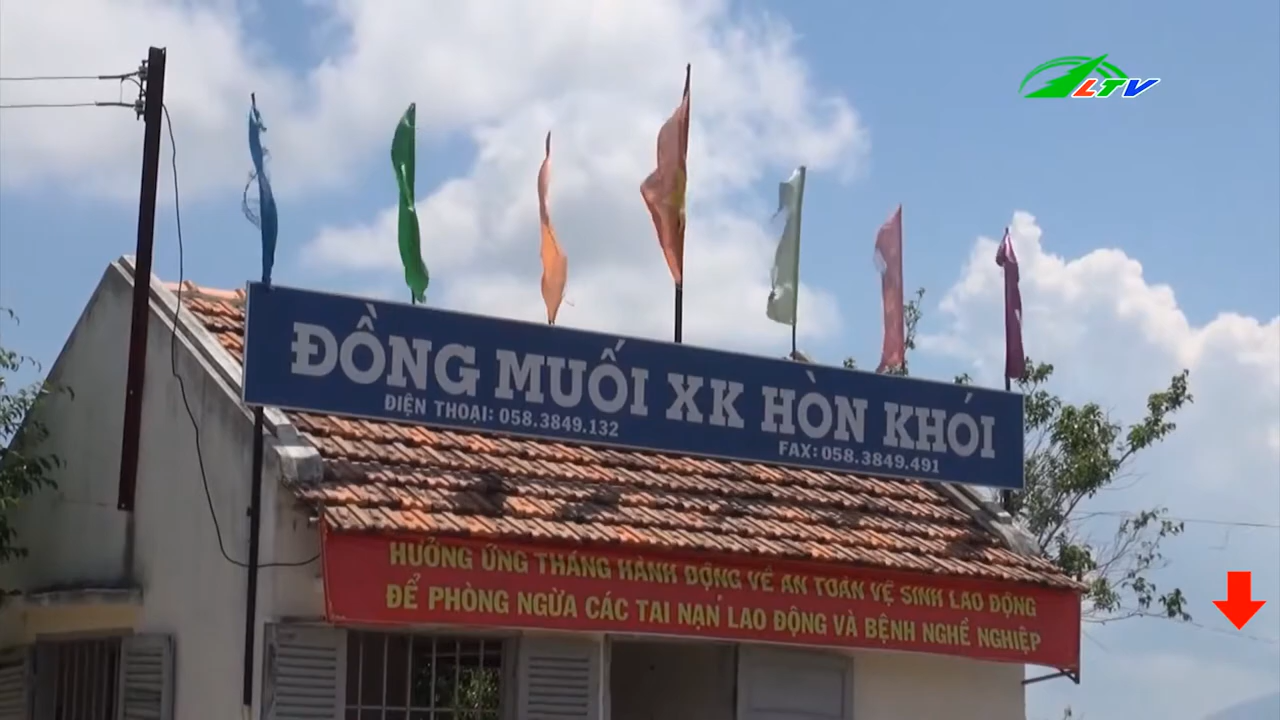 LTV
ĐỒNG MUỐI XK HÒN KHÓI
ĐIỆN THOẠI: 058.3849.132
FAX: 058.3849.491
HƯỞNG ỨNG THÁNG HÀNH ĐỘNG VỀ AN TOÀN VỆ SINH LAO ĐỘNG
ĐỂ PHÒNG NGỪA CÁC TAI NẠN LAO ĐỘNG VÀ BỆNH NGHỀ NGHIỆP